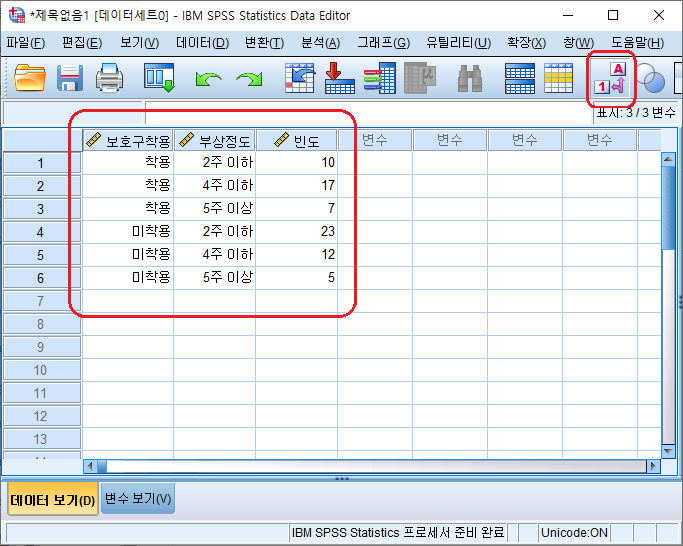 *제목없음1 [데이터세트0] - IBM SPSS Statistics Data Editor
파일(F) 편집(E) 보기(V) 데이터(D) 변환(T) 분석(A) 그래프(G) 유틸리티(U) 확장(X) 창(W) 도움말(H)
A
1
μ
표시: 3 / 3 변수
보호구착용 부상정도 빈도 변수 변수 변수 변수
1 착용 2주 이하 10
2 착용 4주 이하 17
3 착용 5주 이상 7
4 미착용 2주 이하 23
5 미착용 4주 이하 12
6 미착용 5주 이상 5
7
8
9
10
11
12
13
데이터 보기(D) 변수 보기(V)
IBM SPSS Statistics 프로세서 준비 완료 Unicode:ON